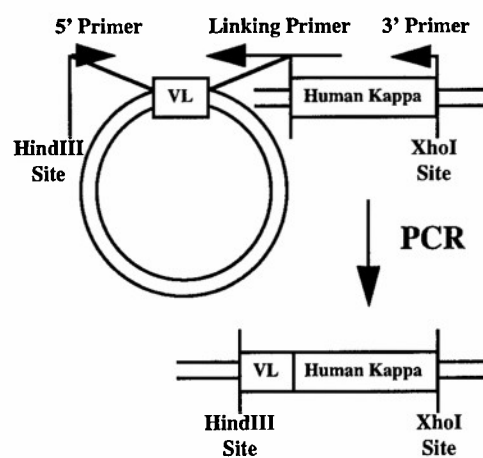 5' Primer
Linking Primer
3' Primer
VL
Human Kappa
HindIII
Site
XhoI
Site
PCR
VL
Human Kappa
HindIII
Site
XhoI
Site